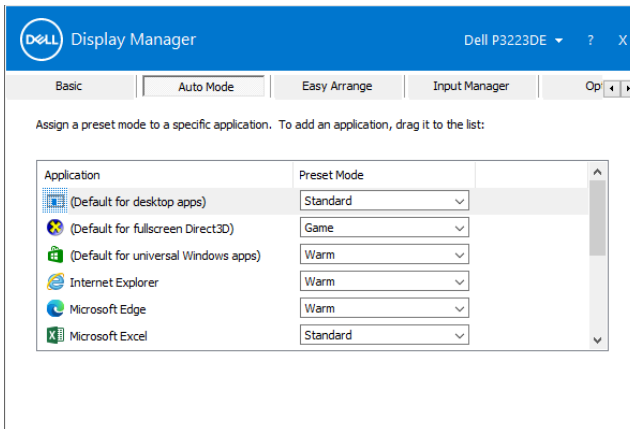 DELL Display Manager Dell P3223DE ? X
Basic Auto Mode Easy Arrange Input Manager
Assign a preset mode to a specific application. To add an application, drag it to the list:
Application Preset Mode
(Default for desktop apps) Standard
(Default for fullscreen Direct3D) Game
(Default for universal Windows apps) Warm
Internet Explorer Warm
Microsoft Edge Warm
Microsoft Excel Standard